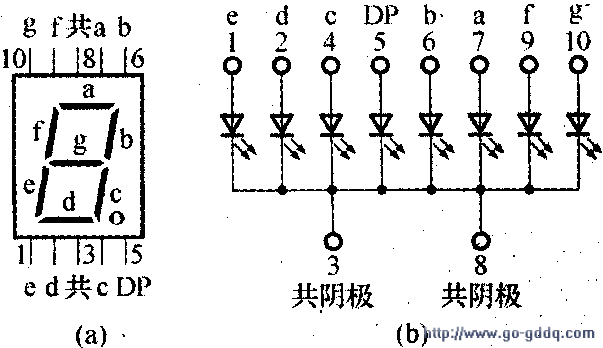 g f 共 a b
10 8 6
a
f g b
e d c
1 3 5
e d 共 c DP
(a)
e d c DP b a f g
1 2 4 5 6 7 9 10
3 8
共阴极 共阴极
(b)
http://www.go-gddq.com